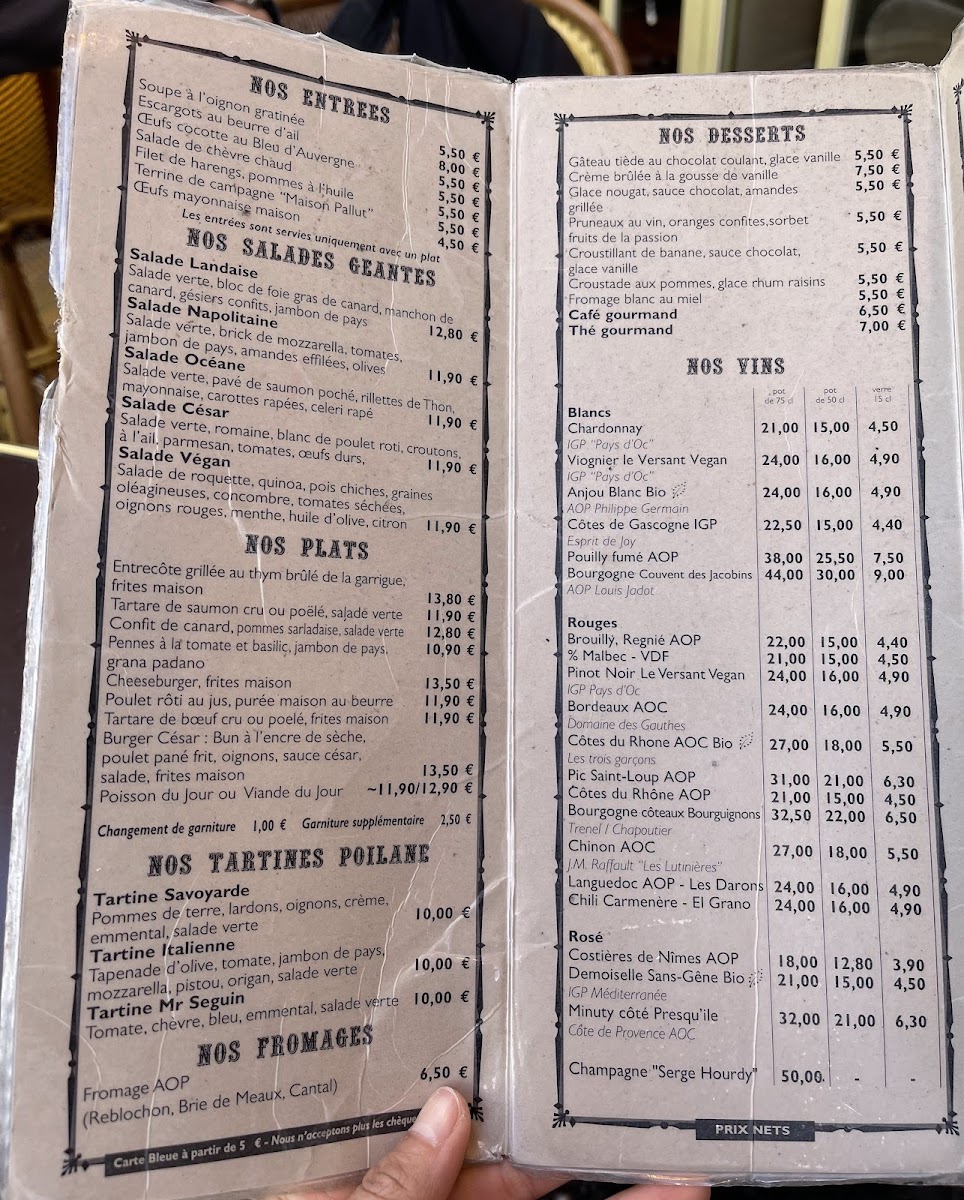 NOS ENTREES
Soupe à l'oignon gratinée 5,50 €
Escargots au beurre d'ail 8,00 €
Œufs cocotte au Bleu d'Auvergne 5,50 €
Salade de chèvre chaud 5,50 €
Filet de harengs, pommes à l'huile 5,50 €
Terrine de campagne "Maison Pallut" 5,50 €
Œufs mayonnaise maison 4,50 €
Les entrées sont servies uniquement avec un plat
NOS SALADES GEANTES
Salade Landaise
Salade verte, bloc de foie gras de canard, manchon de
canard, gésiers confits, jambon de pays 12,80 €
Salade Napolitaine
Salade verte, brick de mozzarella, tomates,
jambon de pays, amandes effilées, olives 11,90 €
Salade Océane
Salade verte, pavé de saumon poché, rillettes de Thon,
mayonnaise, carottes rapées, celeri rapé 11,90 €
Salade César
Salade verte, romaine, blanc de poulet roti, croutons,
à l'ail, parmesan, tomates, œufs durs, 11,90 €
Salade Végan
Salade de roquette, quinoa, pois chiches, graines
oléagineuses, concombre, tomates séchées,
oignons rouges, menthe, huile d'olive, citron 11,90 €
NOS PLATS
Entrecôte grillée au thym brûlé de la garrigue,
frites maison 13,80 €
Tartare de saumon cru ou poëlé, salade verte 11,90 €
Confit de canard, pommes sarladaise, salade verte 12,80 €
Pennes à la tomate et basilic, jambon de pays, 10,90 €
grana padano
Cheeseburger, frites maison 13,50 €
Poulet rôti au jus, purée maison au beurre 11,90 €
Tartare de bœuf cru ou poelé, frites maison 11,90 €
Burger César : Bun à l'encre de sèche,
poulet pané frit, oignons, sauce césar,
salade, frites maison 13,50 €
Poisson du Jour ou Viande du Jour ~11,90/12,90 €
Changement de garniture 1,00 € Garniture supplémentaire 2,50 €
NOS TARTINES POILANE
Tartine Savoyarde
Pommes de terre, lardons, oignons, crème,
emmental, salade verte 10,00 €
Tartine Italienne
Tapenade d'olive, tomate, jambon de pays,
mozzarella, pistou, origan, salade verte 10,00 €
Tartine Mr Seguin
Tomate, chèvre, bleu, emmental, salade verte 10,00 €
NOS FROMAGES
Fromage AOP 6,50 €
(Reblochon, Brie de Meaux, Cantal)
Carte Bleue à partir de 5 € - Nous n'acceptons plus les chèque
NOS DESSERTS
Gâteau tiède au chocolat coulant, glace vanille 5,50 €
Crème brûlée à la gousse de vanille 7,50 €
Glace nougat, sauce chocolat, amandes 5,50 €
grillée
Pruneaux au vin, oranges confites,sorbet 5,50 €
fruits de la passion
Croustillant de banane, sauce chocolat, 5,50 €
glace vanille
Croustade aux pommes, glace rhum raisins 5,50 €
Fromage blanc au miel 5,50 €
Café gourmand 6,50 €
Thé gourmand 7,00 €
NOS VINS
pot de 75 cl pot de 50 cl verre 15 cl
Blancs
Chardonnay 21,00 15,00 4,50
IGP "Pays d'Oc"
Viognier le Versant Vegan 24,00 16,00 4,90
IGP "Pays d'Oc"
Anjou Blanc Bio 24,00 16,00 4,90
AOP Philippe Germain
Côtes de Gascogne IGP 22,50 15,00 4,40
Esprit de Joy
Pouilly fumé AOP 38,00 25,50 7,50
Bourgogne Couvent des Jacobins 44,00 30,00 9,00
AOP Louis Jadot
Rouges
Brouilly, Regnié AOP 22,00 15,00 4,40
% Malbec - VDF 21,00 15,00 4,50
Pinot Noir Le Versant Vegan 24,00 16,00 4,90
IGP Pays d'Oc
Bordeaux AOC 24,00 16,00 4,90
Domaine des Gauthes
Côtes du Rhone AOC Bio 27,00 18,00 5,50
Les trois garçons
Pic Saint-Loup AOP 31,00 21,00 6,30
Côtes du Rhône AOP 21,00 15,00 4,50
Bourgogne côteaux Bourguignons 32,50 22,00 6,50
Trenel / Chapoutier
Chinon AOC 27,00 18,00 5,50
J.M. Raffault "Les Lutinières"
Languedoc AOP - Les Darons 24,00 16,00 4,90
Chili Carmenère - El Grano 24,00 16,00 4,90
Rosé
Costières de Nîmes AOP 18,00 12,80 3,90
Demoiselle Sans-Gêne Bio 21,00 15,00 4,50
IGP Méditerranée
Minuty côté Presqu'ile 32,00 21,00 6,30
Côte de Provence AOC
Champagne "Serge Hourdy" 50,00. - -
PRIX NETS